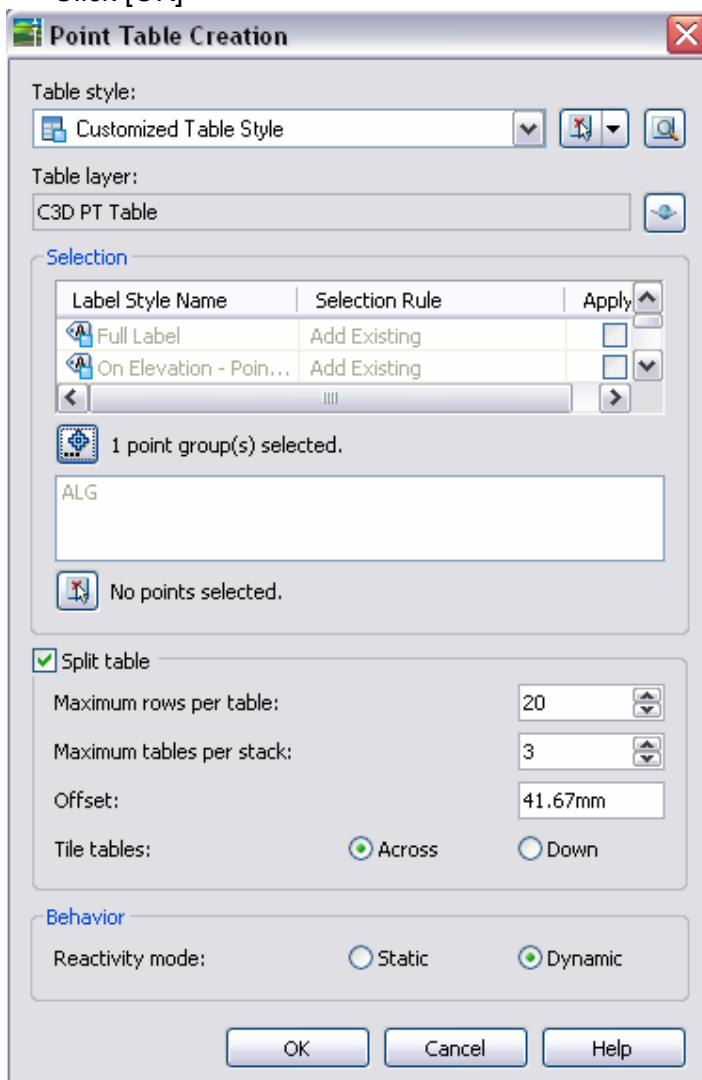 Click [OK]
Point Table Creation
Table style:
Customized Table Style
Table layer:
C3D PT Table
Selection
Label Style Name Selection Rule Apply
Full Label Add Existing
On Elevation - Poin... Add Existing
1 point group(s) selected.
ALG
No points selected.
Split table
Maximum rows per table: 20
Maximum tables per stack: 3
Offset: 41.67mm
Tile tables: Across Down
Behavior
Reactivity mode: Static Dynamic
OK Cancel Help